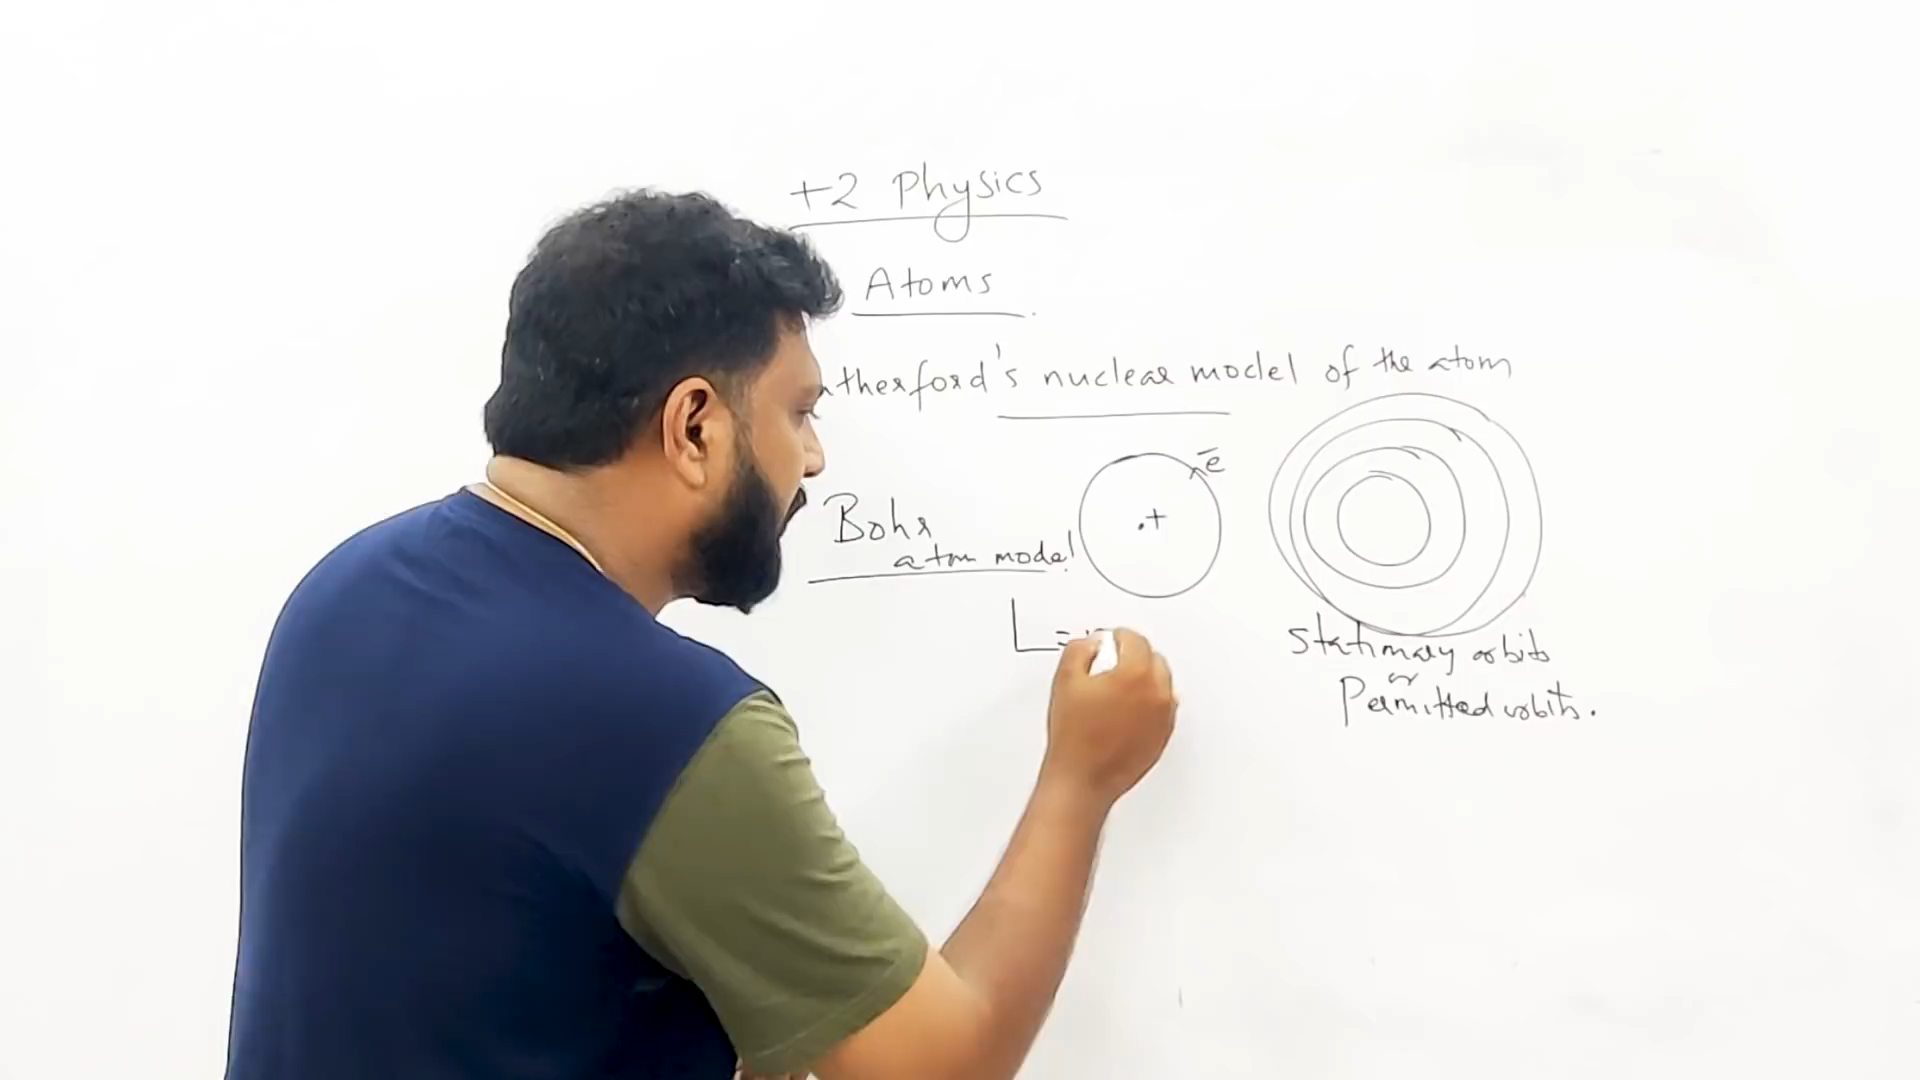 +2 Physics
Atoms
utherford's nuclear model of the atom
e
Bohr
atom model
+
L =
Stationary orbits
or
Permitted orbits.